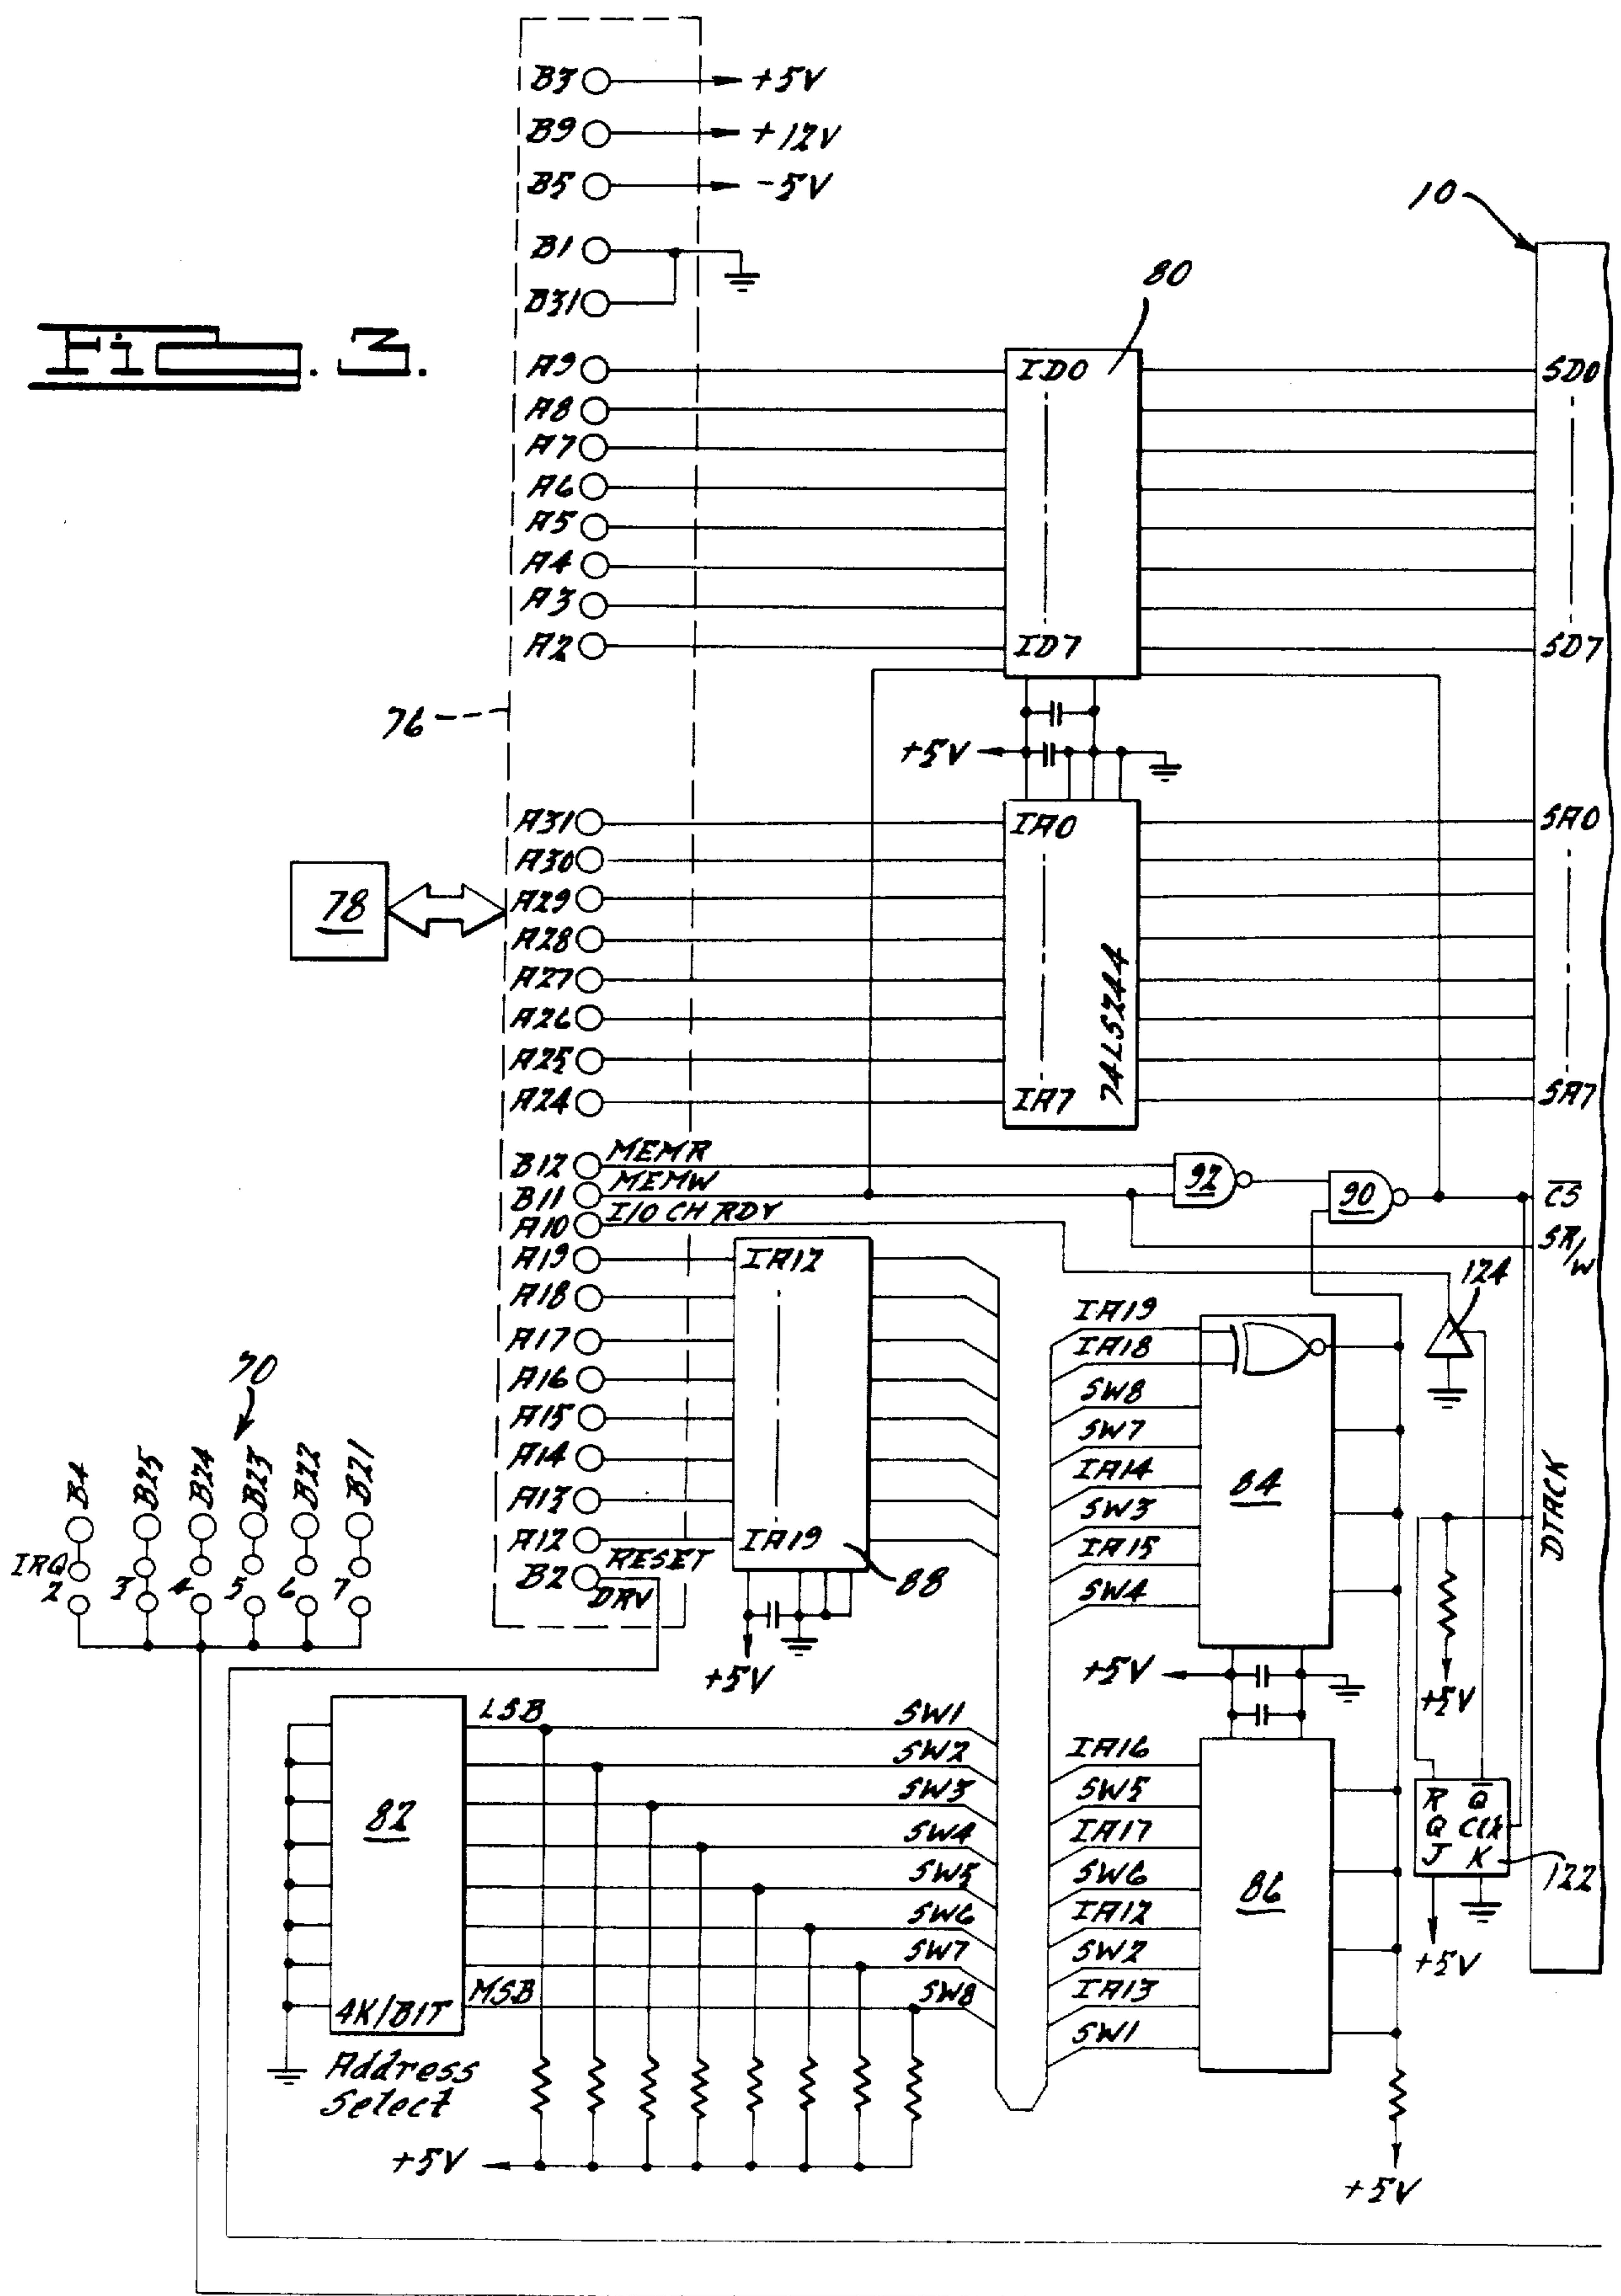 Fig. 3.
B3 +5V
B9 +12V
B5 -5V
B1
B31
10
80
A9 ID0 SD0
A8
A7
A6
A5
A4
A3
A2 ID7 SD7
76
+5V
A31 IA0 SA0
A30
78 A29
A28
A27
A26
A25
A24 IA7 SA7
74LS244
B12 MEMR 92
B11 MEMW 90 CS
A10 I/O CH RDY
SR/W
A19 IA12
A18
A17
A16
A15
A14
A13
A12 IA19
88
B2 RESET DRV
+5V
124
IA19
IA18
SW8
SW7
IA14
SW3
IA15
SW4
84
DTACK
+5V
+5V
70
B4 B25 B24 B23 B22 B21
IRQ 2 3 4 5 6 7
LSB SW1
SW2
SW3
SW4
SW5
SW6
SW7
MSB SW8
82
4K/BIT
Address
Select
+5V
IA16
SW5
IA17
SW6
IA12
SW2
IA13
SW1
86
R Q
Q Clk
J K
122
+5V
+5V